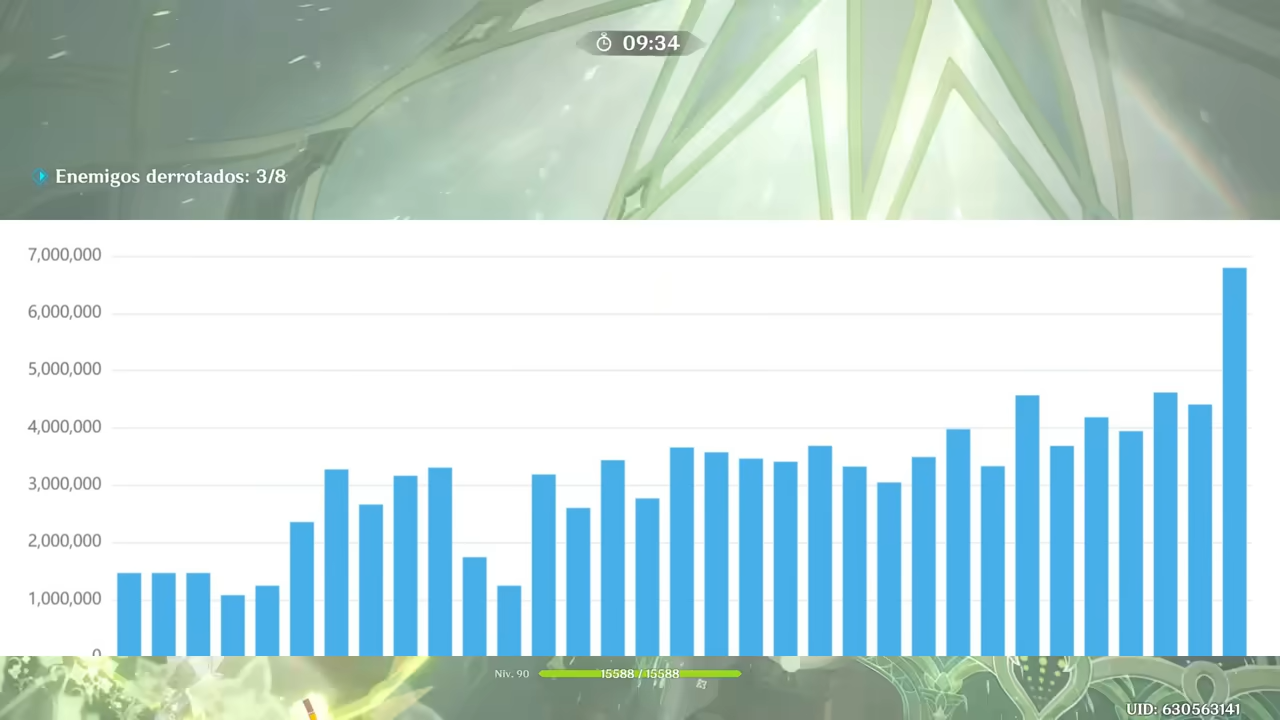 09:34
Enemigos derrotados: 3/8
7,000,000
6,000,000
5,000,000
4,000,000
3,000,000
2,000,000
1,000,000
0
Niv. 90
15588 / 15588
UID: 630563141